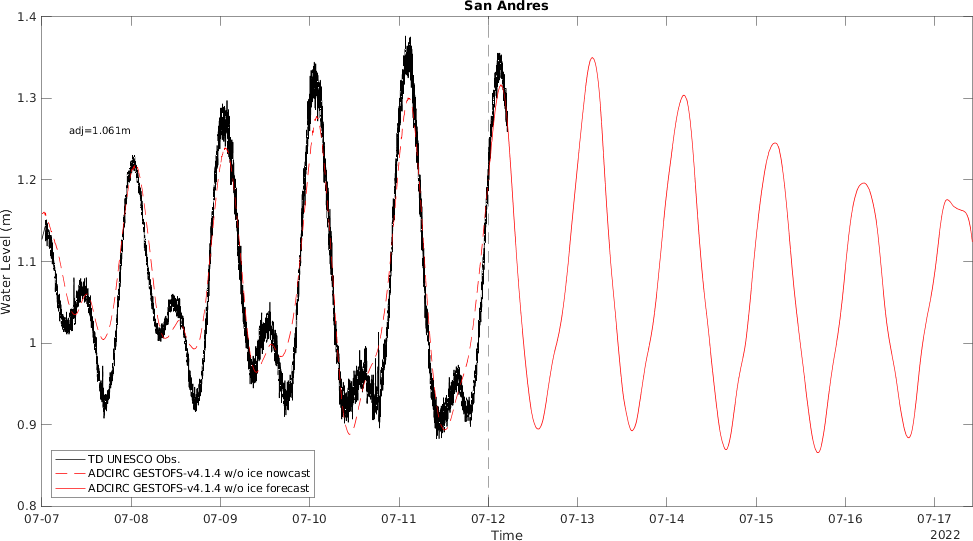 San Andres
1.4
1.3
1.2
1.1
1
0.9
0.8
Water Level (m)
adj=1.061m
TD UNESCO Obs.
ADCIRC GESTOFS-v4.1.4 w/o ice nowcast
ADCIRC GESTOFS-v4.1.4 w/o ice forecast
07-07 07-08 07-09 07-10 07-11 07-12 07-13 07-14 07-15 07-16 07-17
Time
2022